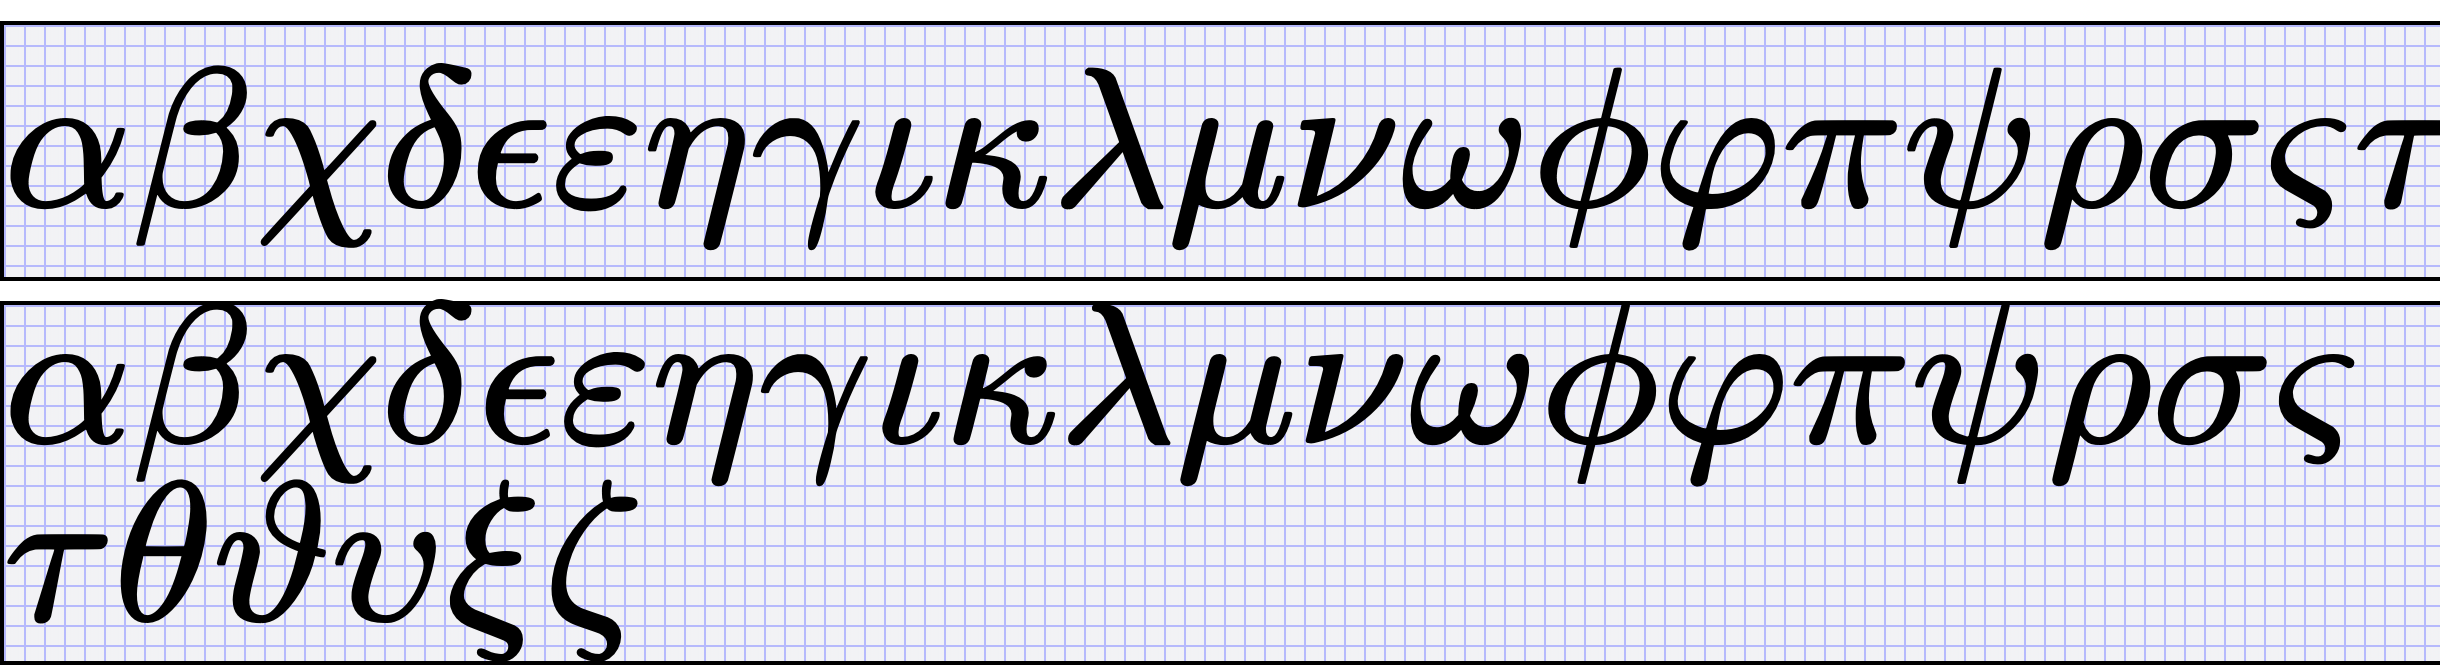 αβχδϵεηγικλμνωϕφπψρσςτ
αβχδϵεηγικλμνωϕφπψρσς
τθϑυξζ